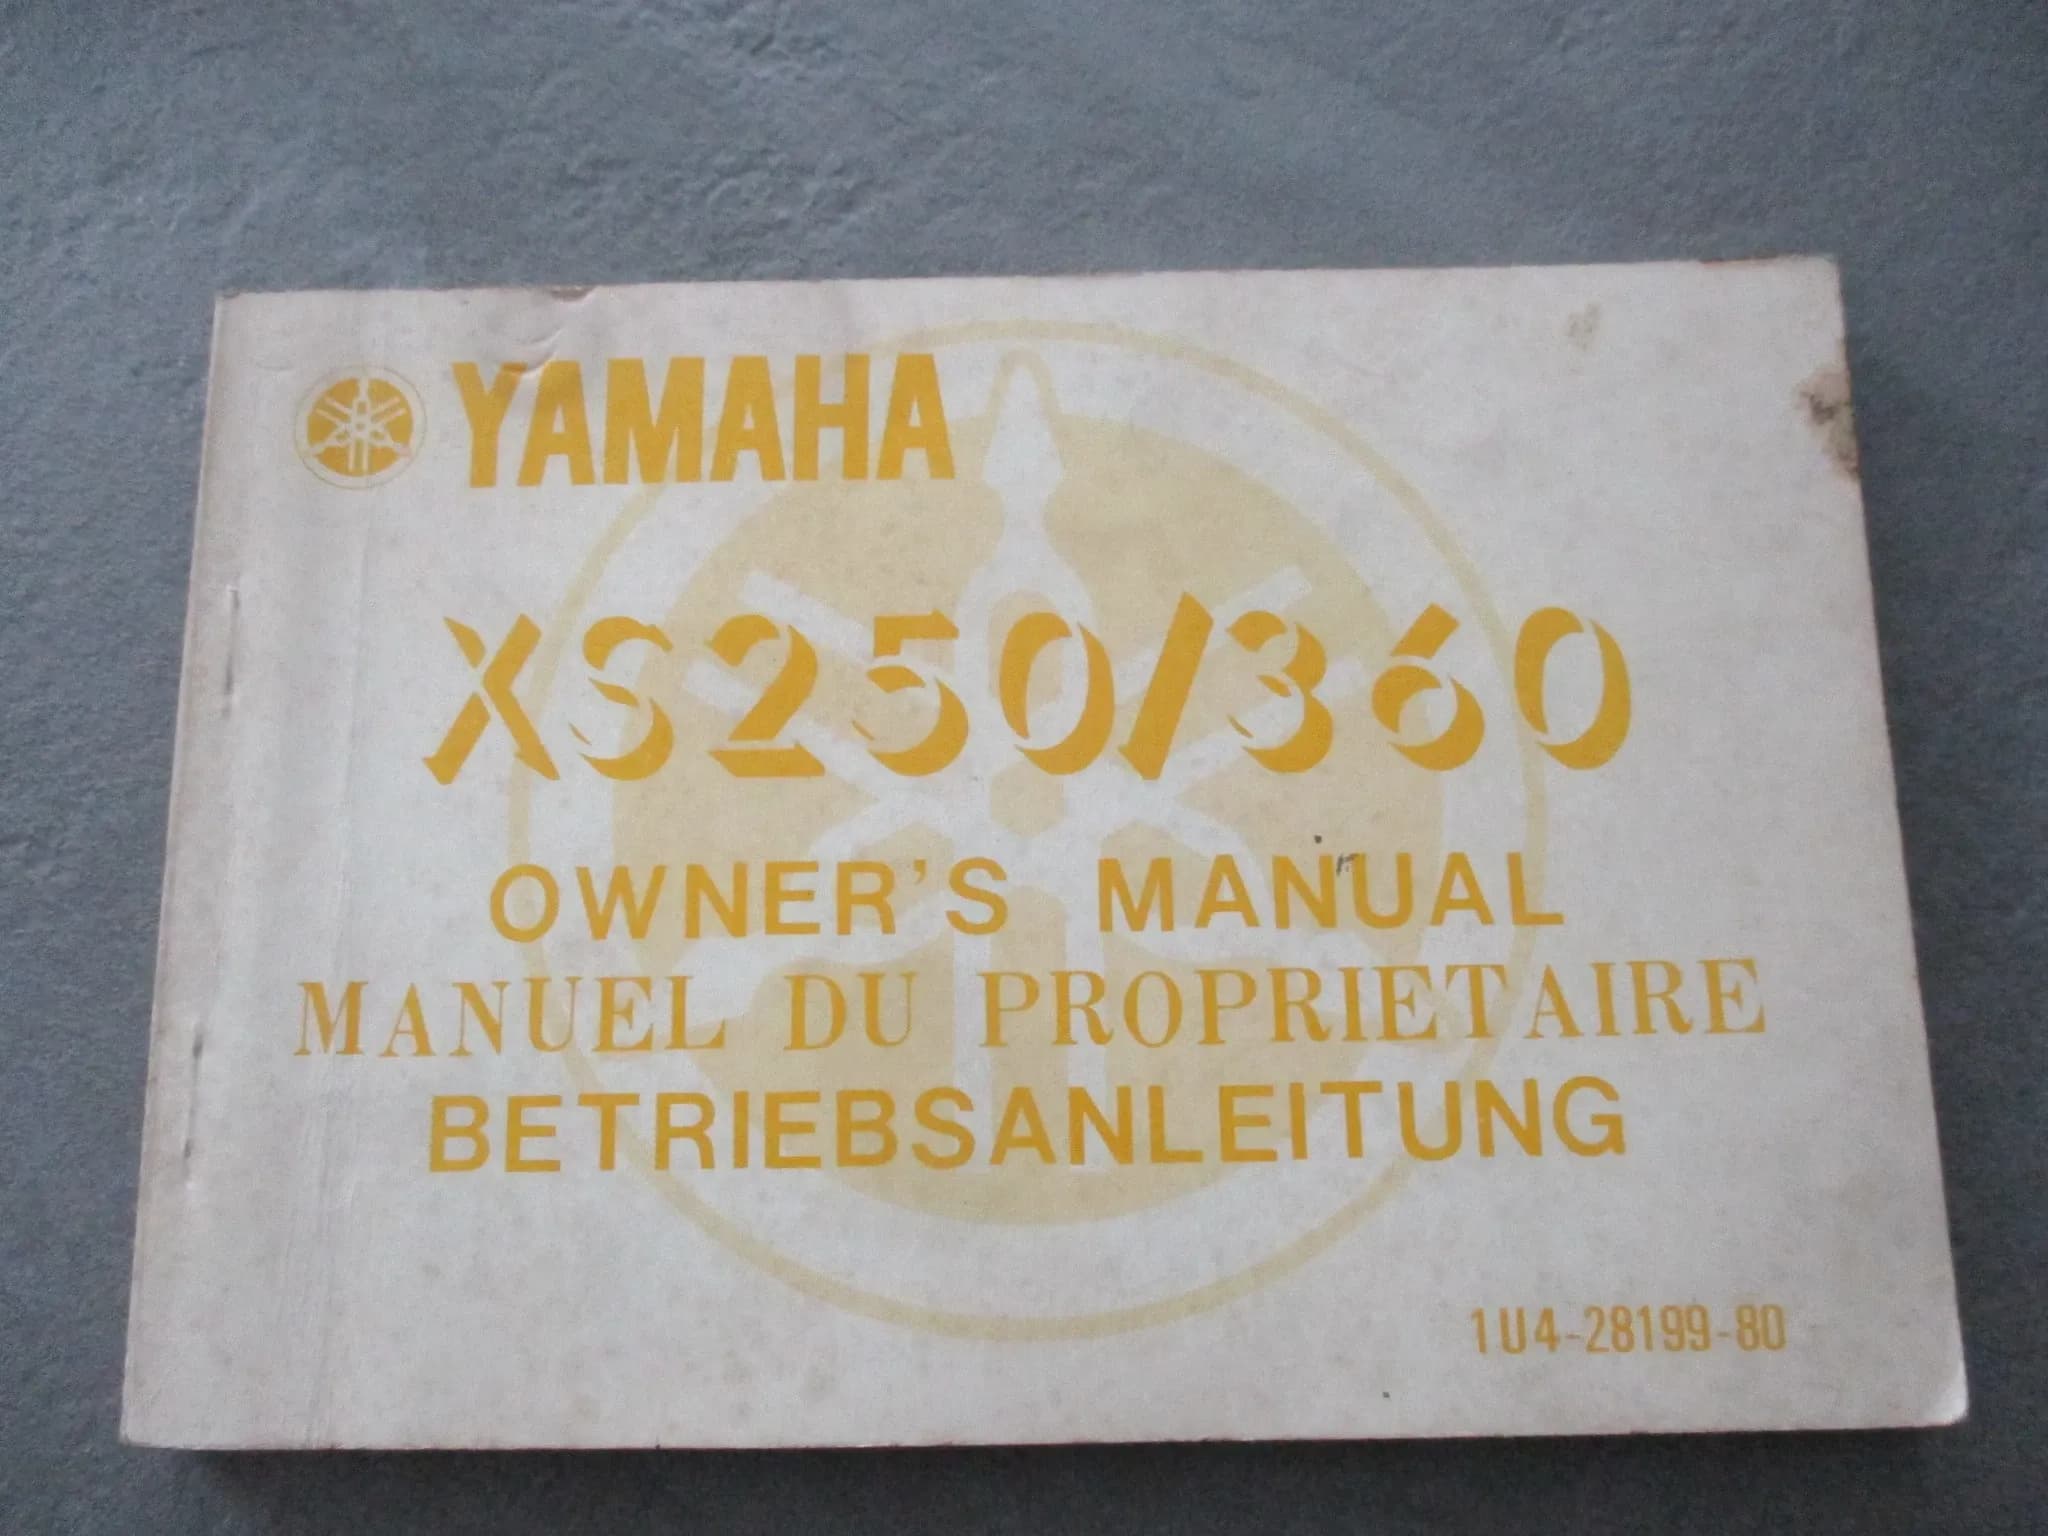 YAMAHA
XS250/360
OWNER'S MANUAL
MANUEL DU PROPRIETAIRE
BETRIEBSANLEITUNG
1U4-28199-80